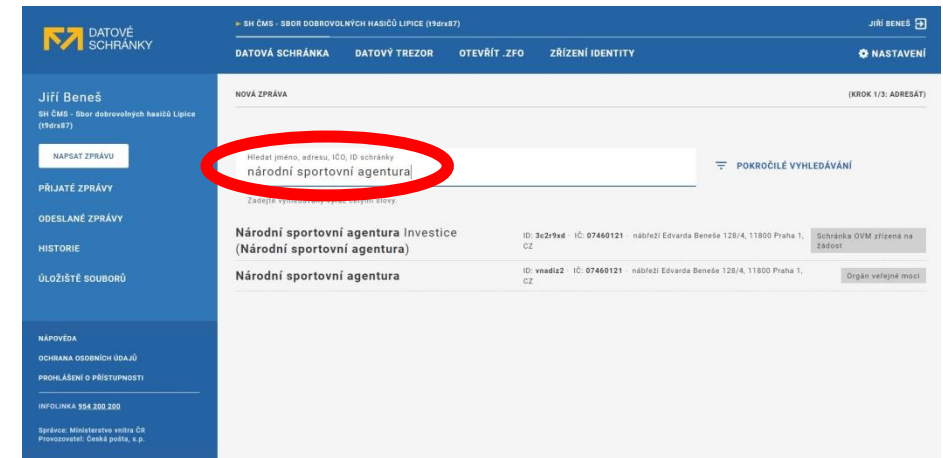 DATOVÉ
SCHRÁNKY
▸ SH ČMS - SBOR DOBROVOLNÝCH HASIČŮ LIPICE (t9drx87)
JIŘÍ BENEŠ
DATOVÁ SCHRÁNKA DATOVÝ TREZOR OTEVŘÍT .ZFO ZŘÍZENÍ IDENTITY NASTAVENÍ
Jiří Beneš
SH ČMS - Sbor dobrovolných hasičů Lipice
(t9drx87)
NAPSAT ZPRÁVU
PŘIJATÉ ZPRÁVY
ODESLANÉ ZPRÁVY
HISTORIE
ÚLOŽIŠTĚ SOUBORŮ
NÁPOVĚDA
OCHRANA OSOBNÍCH ÚDAJŮ
PROHLÁŠENÍ O PŘÍSTUPNOSTI
INFOLINKA 954 200 200
Správce: Ministerstvo vnitra ČR
Provozovatel: Česká pošta, s.p.
NOVÁ ZPRÁVA (KROK 1/3: ADRESÁT)
Hledat jméno, adresu, IČO, ID schránky
národní sportovní agentura
POKROČILÉ VYHLEDÁVÁNÍ
Zadejte vyhledávaný výraz celými slovy.
Národní sportovní agentura Investice
(Národní sportovní agentura)
ID: 3c2r9xd · IČ: 07460121 · nábřeží Edvarda Beneše 128/4, 11800 Praha 1,
CZ
Schránka OVM zřízená na
žádost
Národní sportovní agentura
ID: vnadiz2 · IČ: 07460121 · nábřeží Edvarda Beneše 128/4, 11800 Praha 1,
CZ
Orgán veřejné moci